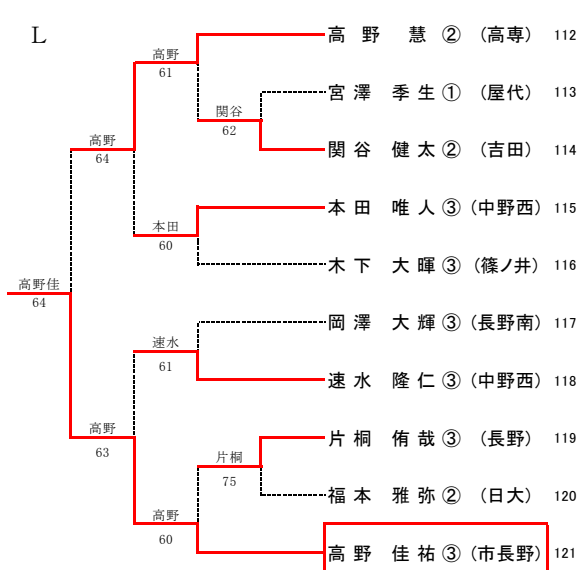 L
高野 慧 ② (高専) 112
高野
61
宮澤 季生 ① (屋代) 113
関谷
62
高野
64
関谷 健太 ② (吉田) 114
本田 唯人 ③ (中野西) 115
本田
60
木下 大暉 ③ (篠ノ井) 116
高野佳
64
岡澤 大輝 ③ (長野南) 117
速水
61
速水 隆仁 ③ (中野西) 118
高野
63
片桐 侑哉 ③ (長野) 119
片桐
75
福本 雅弥 ② (日大) 120
高野
60
高野 佳祐 ③ (市長野) 121